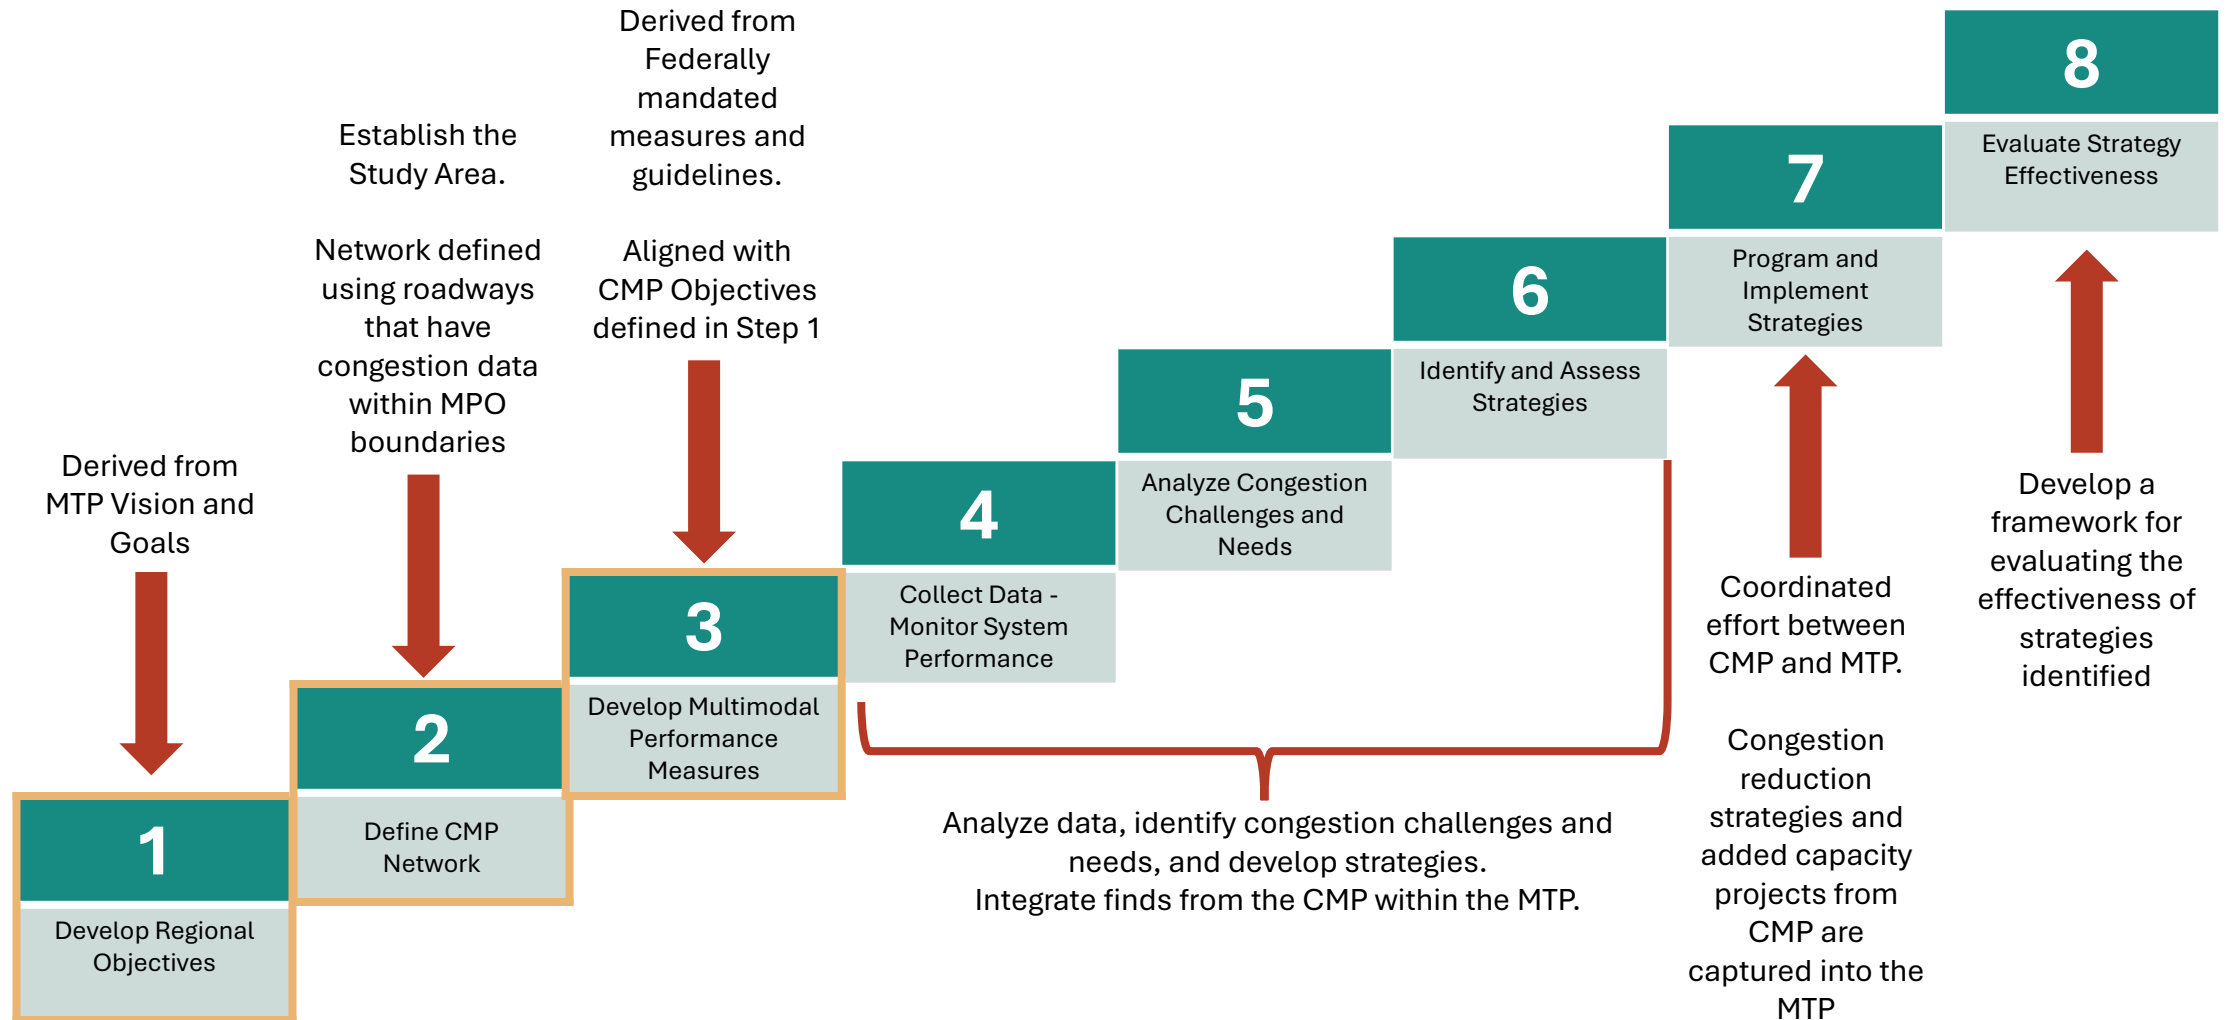 Derived from
MTP Vision and
Goals
1
Develop Regional
Objectives
Establish the
Study Area.
Network defined
using roadways
that have
congestion data
within MPO
boundaries
2
Define CMP
Network
Derived from
Federally
mandated
measures and
guidelines.
Aligned with
CMP Objectives
defined in Step 1
3
Develop Multimodal
Performance
Measures
4
Collect Data -
Monitor System
Performance
5
Analyze Congestion
Challenges and
Needs
6
Identify and Assess
Strategies
Analyze data, identify congestion challenges and
needs, and develop strategies.
Integrate finds from the CMP within the MTP.
7
Program and
Implement
Strategies
Coordinated
effort between
CMP and MTP.
Congestion
reduction
strategies and
added capacity
projects from
CMP are
captured into the
MTP
8
Evaluate Strategy
Effectiveness
Develop a
framework for
evaluating the
effectiveness of
strategies
identified